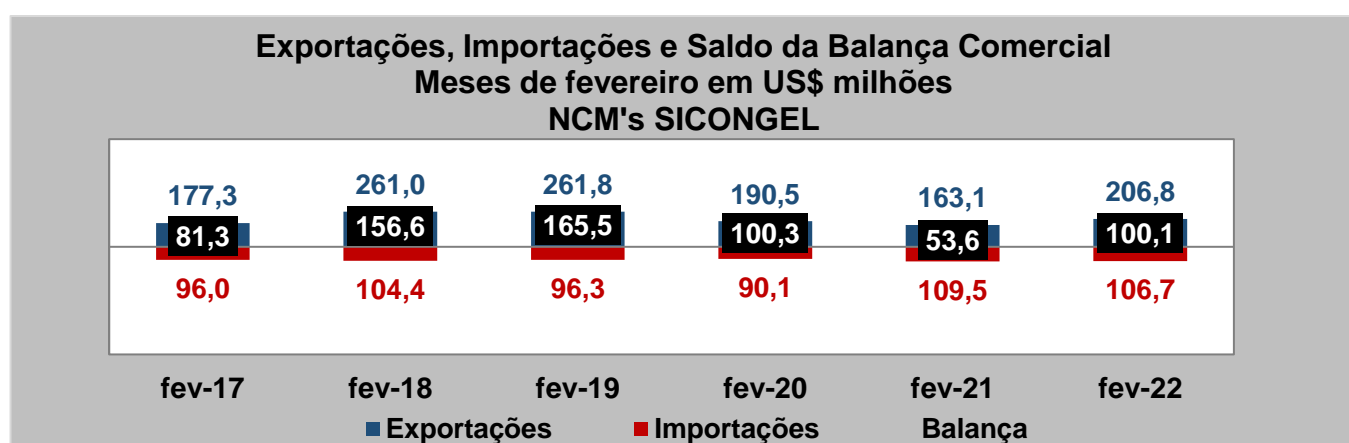 Exportações, Importações e Saldo da Balança Comercial
Meses de fevereiro em US$ milhões
NCM's SICONGEL
177,3 261,0 261,8 190,5 163,1 206,8
81,3 156,6 165,5 100,3 53,6 100,1
96,0 104,4 96,3 90,1 109,5 106,7
fev-17 fev-18 fev-19 fev-20 fev-21 fev-22
Exportações Importações Balança